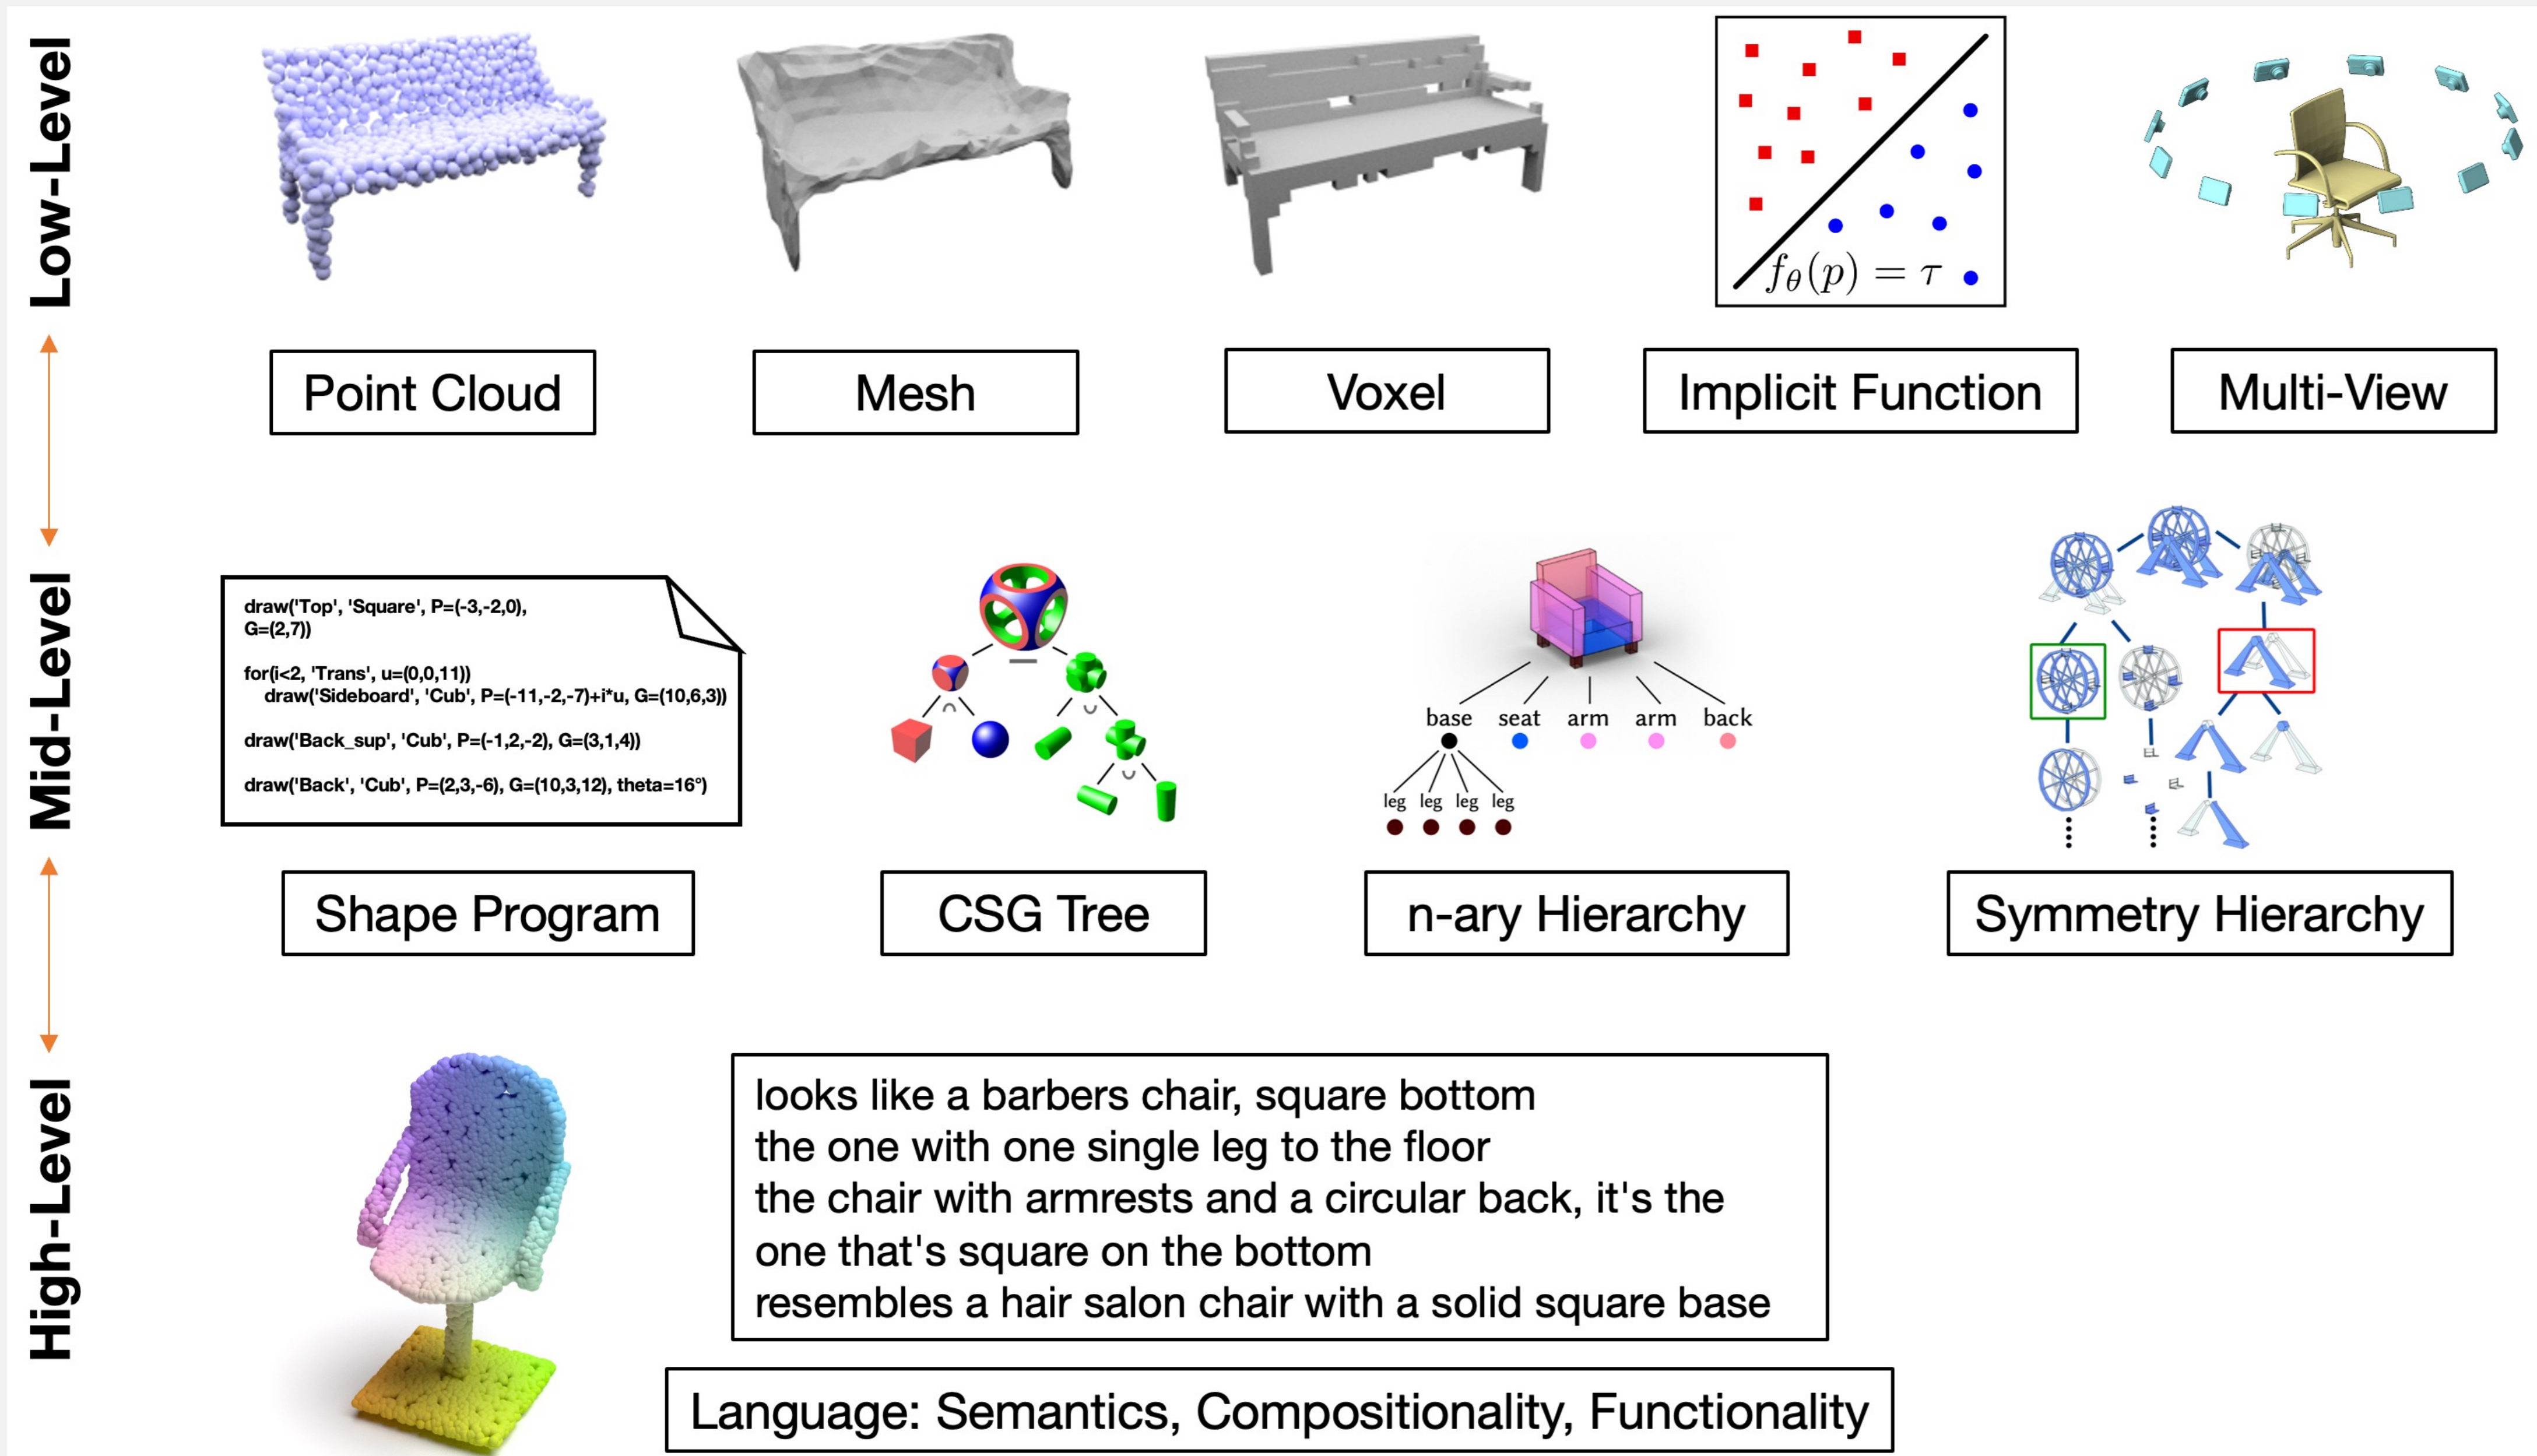 Low-Level
f_θ(p) = τ
Point Cloud
Mesh
Voxel
Implicit Function
Multi-View
Mid-Level
draw('Top', 'Square', P=(-3,-2,0),
G=(2,7))
for(i<2, 'Trans', u=(0,0,11))
draw('Sideboard', 'Cub', P=(-11,-2,-7)+i*u, G=(10,6,3))
draw('Back_sup', 'Cub', P=(-1,2,-2), G=(3,1,4))
draw('Back', 'Cub', P=(2,3,-6), G=(10,3,12), theta=16°)
base seat arm arm back
leg leg leg leg
Shape Program
CSG Tree
n-ary Hierarchy
Symmetry Hierarchy
High-Level
looks like a barbers chair, square bottom
the one with one single leg to the floor
the chair with armrests and a circular back, it's the
one that's square on the bottom
resembles a hair salon chair with a solid square base
Language: Semantics, Compositionality, Functionality